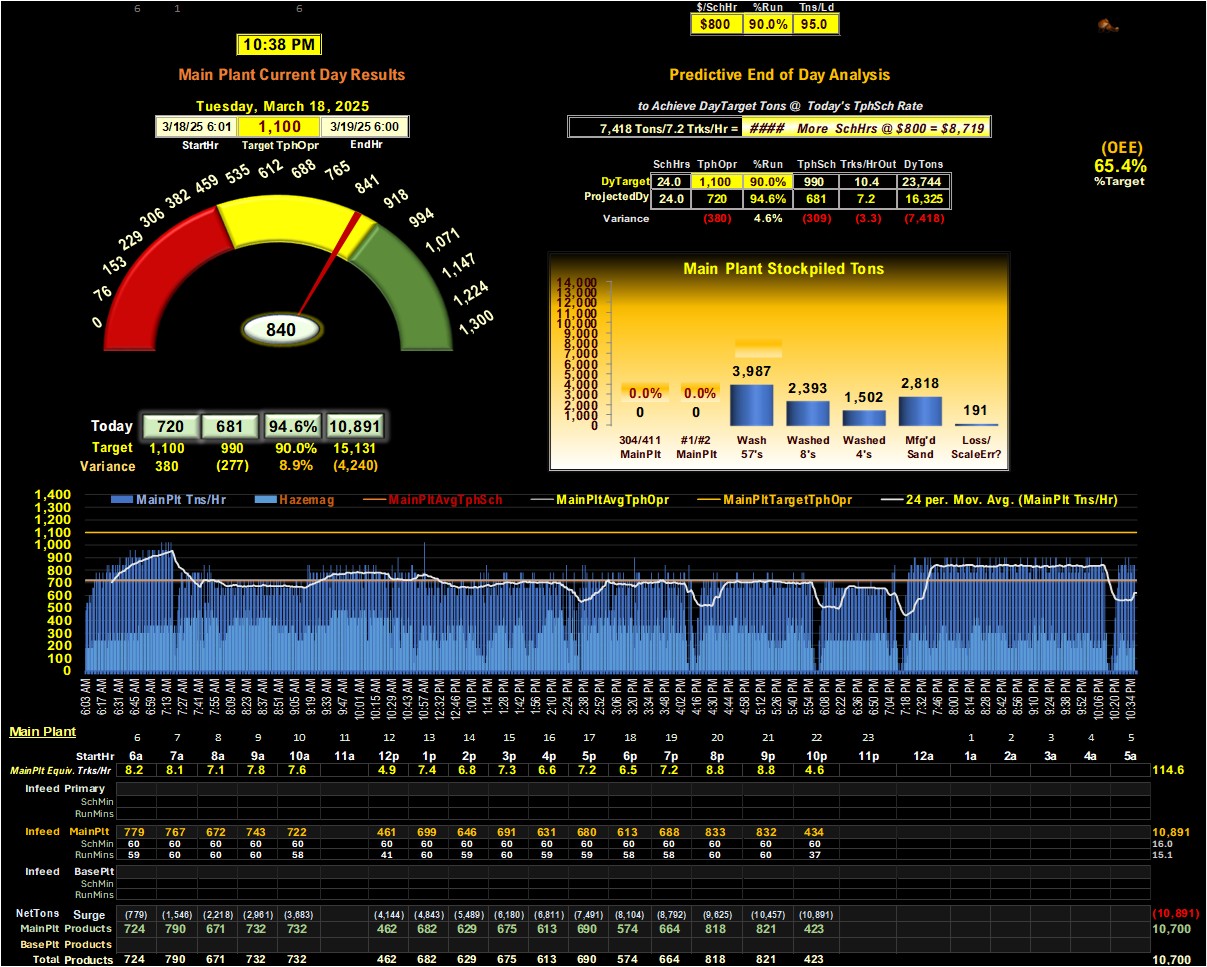 6 1 6
$/SchHr %Run Tns/Ld
$800 90.0% 95.0
10:38 PM
Main Plant Current Day Results
Predictive End of Day Analysis
Tuesday, March 18, 2025
to Achieve DayTarget Tons @ Today's TphSch Rate
3/18/25 6:01 1,100 3/19/25 6:00
StartHr Target TphOpr EndHr
7,418 Tons/7.2 Trks/Hr = #### More SchHrs @ $800 = $8,719
(OEE)
65.4%
%Target
SchHrs TphOpr %Run TphSch Trks/HrOut DyTons
DyTarget 24.0 1,100 90.0% 990 10.4 23,744
ProjectedDy 24.0 720 94.6% 681 7.2 16,325
Variance (380) 4.6% (309) (3.3) (7,418)
0 76 153 229 306 382 459 535 612 688 765 841 918 994 1,071 1,147 1,224 1,300
840
Main Plant Stockpiled Tons
14,000
13,000
12,000
11,000
10,000
9,000
8,000
7,000
6,000
5,000
4,000
3,000
2,000
1,000
0
0.0% 0.0%
0 0 3,987 2,393 1,502 2,818 191
304/411 #1/#2 Wash Washed Washed Mfg'd Loss/
MainPlt MainPlt 57's 8's 4's Sand ScaleErr?
Today 720 681 94.6% 10,891
Target 1,100 990 90.0% 15,131
Variance 380 (277) 8.9% (4,240)
MainPlt Tns/Hr Hazemag MainPltAvgTphSch MainPltAvgTphOpr MainPltTargetTphOpr 24 per. Mov. Avg. (MainPlt Tns/Hr)
1,400
1,300
1,200
1,100
1,000
900
800
700
600
500
400
300
200
100
0
6:03 AM 6:17 AM 6:31 AM 6:45 AM 6:59 AM 7:13 AM 7:27 AM 7:41 AM 7:55 AM 8:09 AM 8:23 AM 8:37 AM 8:51 AM 9:05 AM 9:19 AM 9:33 AM 9:47 AM 10:01 AM 10:15 AM 10:29 AM 10:43 AM 10:57 AM 12:32 PM 12:46 PM 1:00 PM 1:14 PM 1:28 PM 1:42 PM 1:56 PM 2:10 PM 2:24 PM 2:38 PM 2:52 PM 3:06 PM 3:20 PM 3:34 PM 3:48 PM 4:02 PM 4:16 PM 4:30 PM 4:44 PM 4:58 PM 5:12 PM 5:26 PM 5:40 PM 5:54 PM 6:08 PM 6:22 PM 6:36 PM 6:50 PM 7:04 PM 7:18 PM 7:32 PM 7:46 PM 8:00 PM 8:14 PM 8:28 PM 8:42 PM 8:56 PM 9:10 PM 9:24 PM 9:38 PM 9:52 PM 10:06 PM 10:20 PM 10:34 PM
Main Plant
6 7 8 9 10 12 13 14 15 16 17 18 19 20 21 22 23 1 2 3 4 5
StartHr 6a 7a 8a 9a 10a 11a 12p 1p 2p 3p 4p 5p 6p 7p 8p 9p 10p 11p 12a 1a 2a 3a 4a 5a
MainPlt Equiv. Trks/Hr 8.2 8.1 7.1 7.8 7.6 4.9 7.4 6.8 7.3 6.6 7.2 6.5 7.2 8.8 8.8 4.6 114.6
Infeed Primary
SchMin
RunMins
Infeed MainPlt 779 767 672 743 722 461 699 646 691 631 680 613 688 833 832 434 10,891
SchMin 60 60 60 60 60 60 60 60 60 60 60 60 60 60 60 60 16.0
RunMins 59 60 60 60 58 41 60 60 59 59 59 58 58 60 60 37 15.1
Infeed BasePlt
SchMin
RunMins
NetTons Surge (779) (1,546) (2,218) (2,961) (3,683) (4,144) (4,843) (5,489) (6,180) (6,811) (7,491) (8,104) (8,792) (9,625) (10,457) (10,891) (10,891)
MainPlt Products 724 790 671 732 732 462 682 629 675 613 690 574 664 818 821 423 10,700
BasePlt Products
Total Products 724 790 671 732 732 462 682 629 675 613 690 574 664 818 821 423 10,700